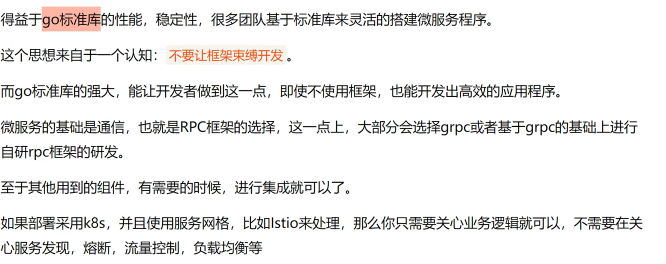 得益于go标准库的性能，稳定性，很多团队基于标准库来灵活的搭建微服务程序。
这个思想来自于一个认知：不要让框架束缚开发。
而go标准库的强大，能让开发者做到这一点，即使不使用框架，也能开发出高效的应用程序。
微服务的基础是通信，也就是RPC框架的选择，这一点上，大部分会选择grpc或者基于grpc的基础上进行
自研rpc框架的研发。
至于其他用到的组件，有需要的时候，进行集成就可以了。
如果部署采用k8s，并且使用服务网格，比如Istio来处理，那么你只需要关心业务逻辑就可以，不需要在关
心服务发现，熔断，流量控制，负载均衡等